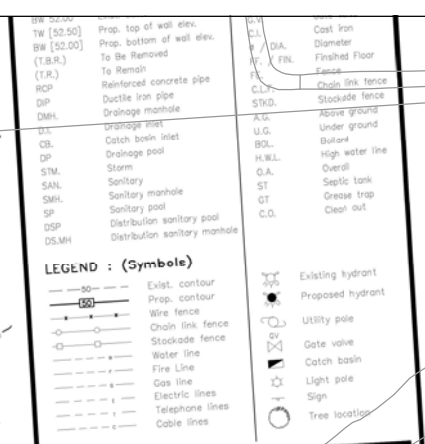 BW 52.00
TW [52.50] Prop. top of wall elev.
BW [52.00] Prop. bottom of wall elev.
(T.B.R.) To Be Removed
(T.R.) To Remain
RCP Reinforced concrete pipe
DIP Ductile iron pipe
DMH. Drainage manhole
D.I. Drainage inlet
CB. Catch basin inlet
DP Drainage pool
STM. Storm
SAN. Sanitary
SMH. Sanitary manhole
SP Sanitary pool
DSP Distribution sanitary pool
DS.MH Distribution sanitary manhole
G.V.
C.I. Cast iron
/ DIA. Diameter
FF. / FIN. Finsihed Floor
FE. Fence
C.L.F. Chain link fence
STKD. Stockade fence
A.G. Above ground
U.G. Under ground
BOL. Bollard
H.W.L. High water line
O.A. Overall
ST Septic tank
GT Grease trap
C.O. Clean out
LEGEND : (Symbols)
50 Exist. contour
50 Prop. contour
x x x Wire fence
Chain link fence
Stockade fence
Water line
Fire Line
Gas line
E Electric lines
T Telephone lines
C Cable lines
Existing hydrant
Proposed hydrant
Utility pole
GV
Gate valve
Catch basin
Light pole
Sign
Tree location